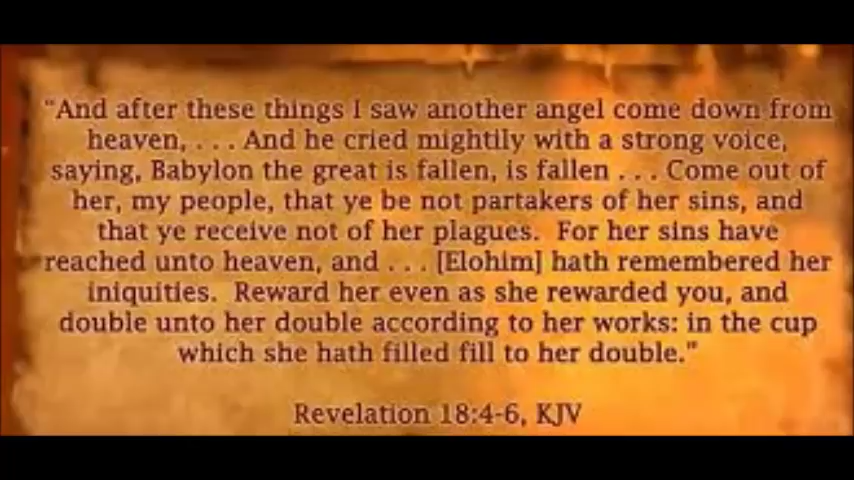 "And after these things I saw another angel come down from
heaven, . . . And he cried mightily with a strong voice,
saying, Babylon the great is fallen, is fallen . . . Come out of
her, my people, that ye be not partakers of her sins, and
that ye receive not of her plagues. For her sins have
reached unto heaven, and . . . [Elohim] hath remembered her
iniquities. Reward her even as she rewarded you, and
double unto her double according to her works: in the cup
which she hath filled fill to her double."
Revelation 18:4-6, KJV